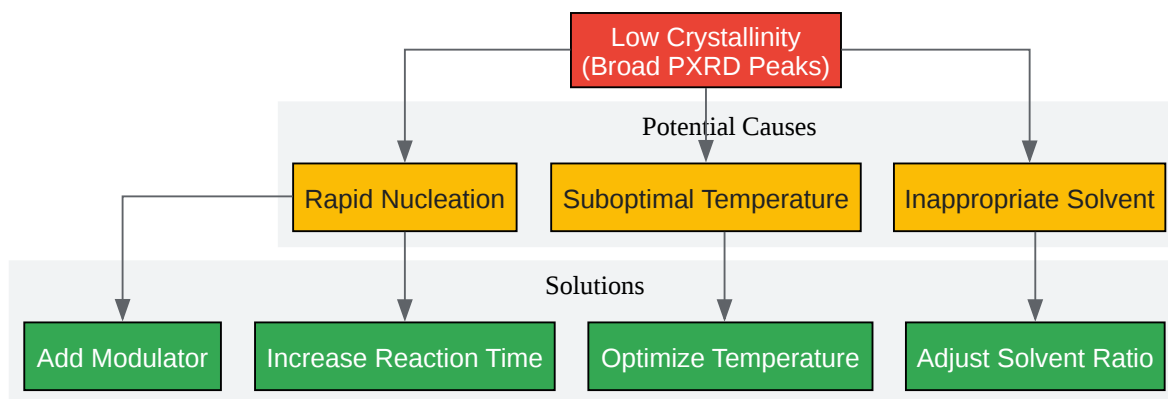 Low Crystallinity
(Broad PXRD Peaks)
Potential Causes
Rapid Nucleation
Suboptimal Temperature
Inappropriate Solvent
Solutions
Add Modulator
Increase Reaction Time
Optimize Temperature
Adjust Solvent Ratio